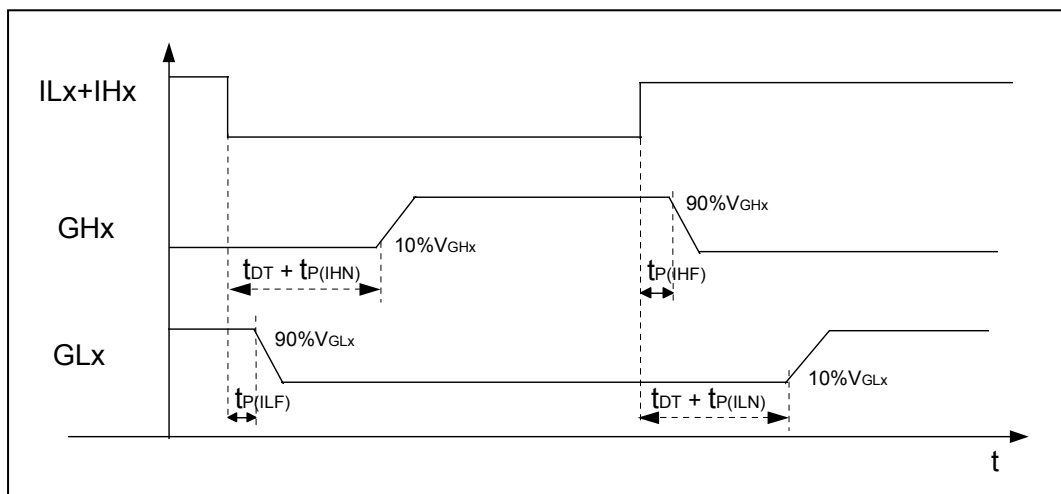 ILx+IHx
GHx
90%VGHx
10%VGHx
tDT + tP(IHN)
tP(IHF)
GLx
90%VGLx
10%VGLx
tP(ILF)
tDT + tP(ILN)
t